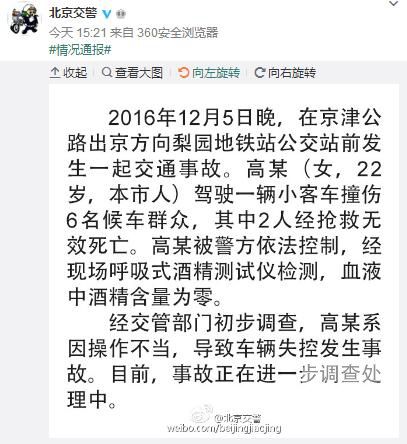 北京交警
今天 15:21 来自 360安全浏览器
#情况通报#
收起 查看大图 向左旋转 向右旋转
2016年12月5日晚，在京津公
路出京方向梨园地铁站公交站前发
生一起交通事故。高某（女，22
岁，本市人）驾驶一辆小客车撞伤
6名候车群众，其中2人经抢救无
效死亡。高某被警方依法控制，经
现场呼吸式酒精测试仪检测，血液
中酒精含量为零。
经交管部门初步调查，高某系
因操作不当，导致车辆失控发生事
故。目前，事故正在进一步调查处
理中。
@北京交警
weibo.com/beijingjiaojing